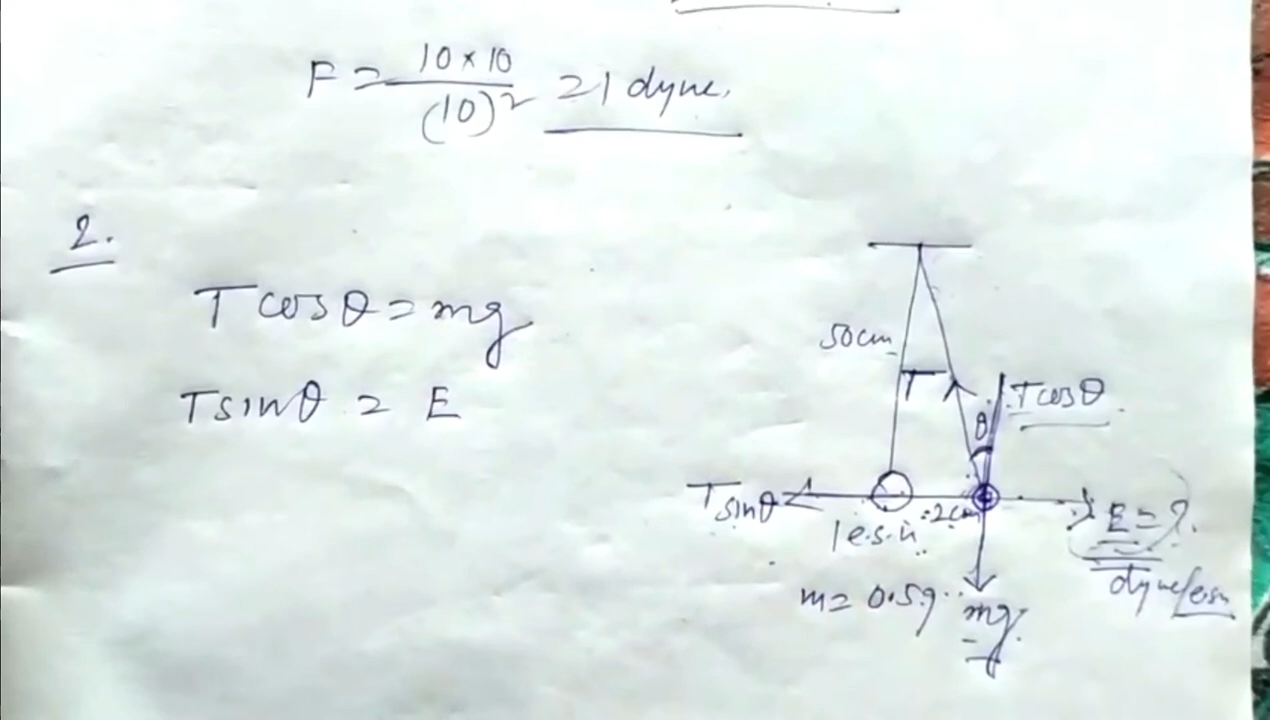 F = 10 × 10 / (10)² = 1 dyne.
2.
T cos θ = mg
T sin θ = E
50cm
T
T cos θ
θ
T sin θ
2cm
E = ?
1 e.s.u
dyne/esu
m = 0.5g
mg